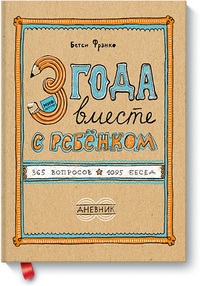 Бетси Франко
3 ГОДА
вместе
с ребёнком
365 вопросов ★ 1095 бесед
дневник